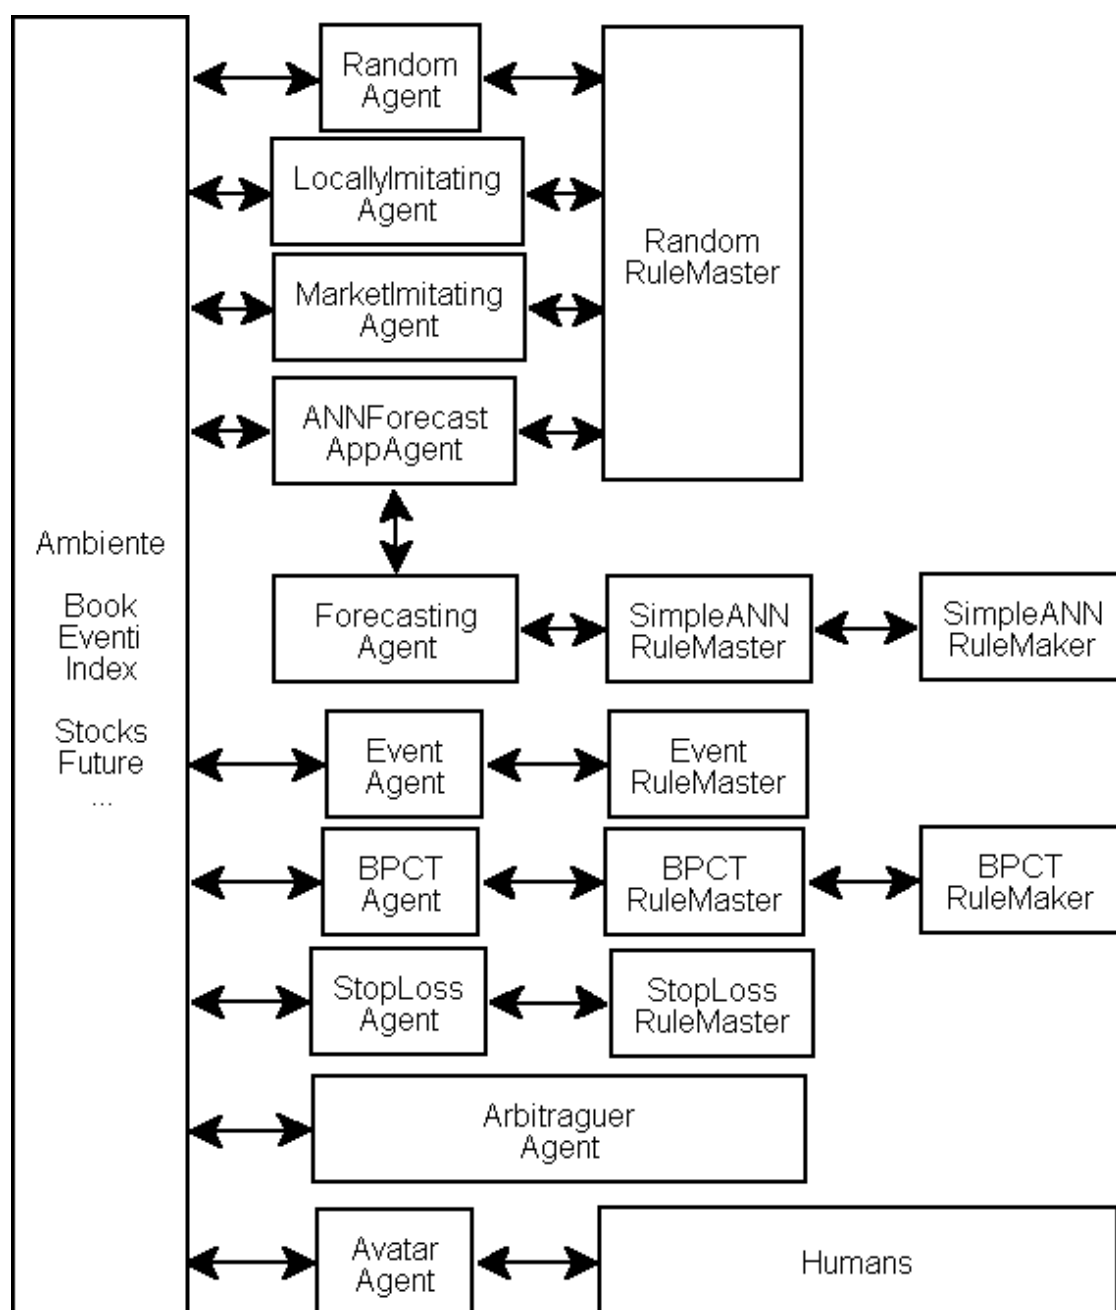 Random
Agent
LocallyImitating
Agent
MarketImitating
Agent
ANNForecast
AppAgent
Random
RuleMaster
Ambiente
Book
Eventi
Index
Stocks
Future
...
Forecasting
Agent
SimpleANN
RuleMaster
SimpleANN
RuleMaker
Event
Agent
Event
RuleMaster
BPCT
Agent
BPCT
RuleMaster
BPCT
RuleMaker
StopLoss
Agent
StopLoss
RuleMaster
Arbitraguer
Agent
Avatar
Agent
Humans